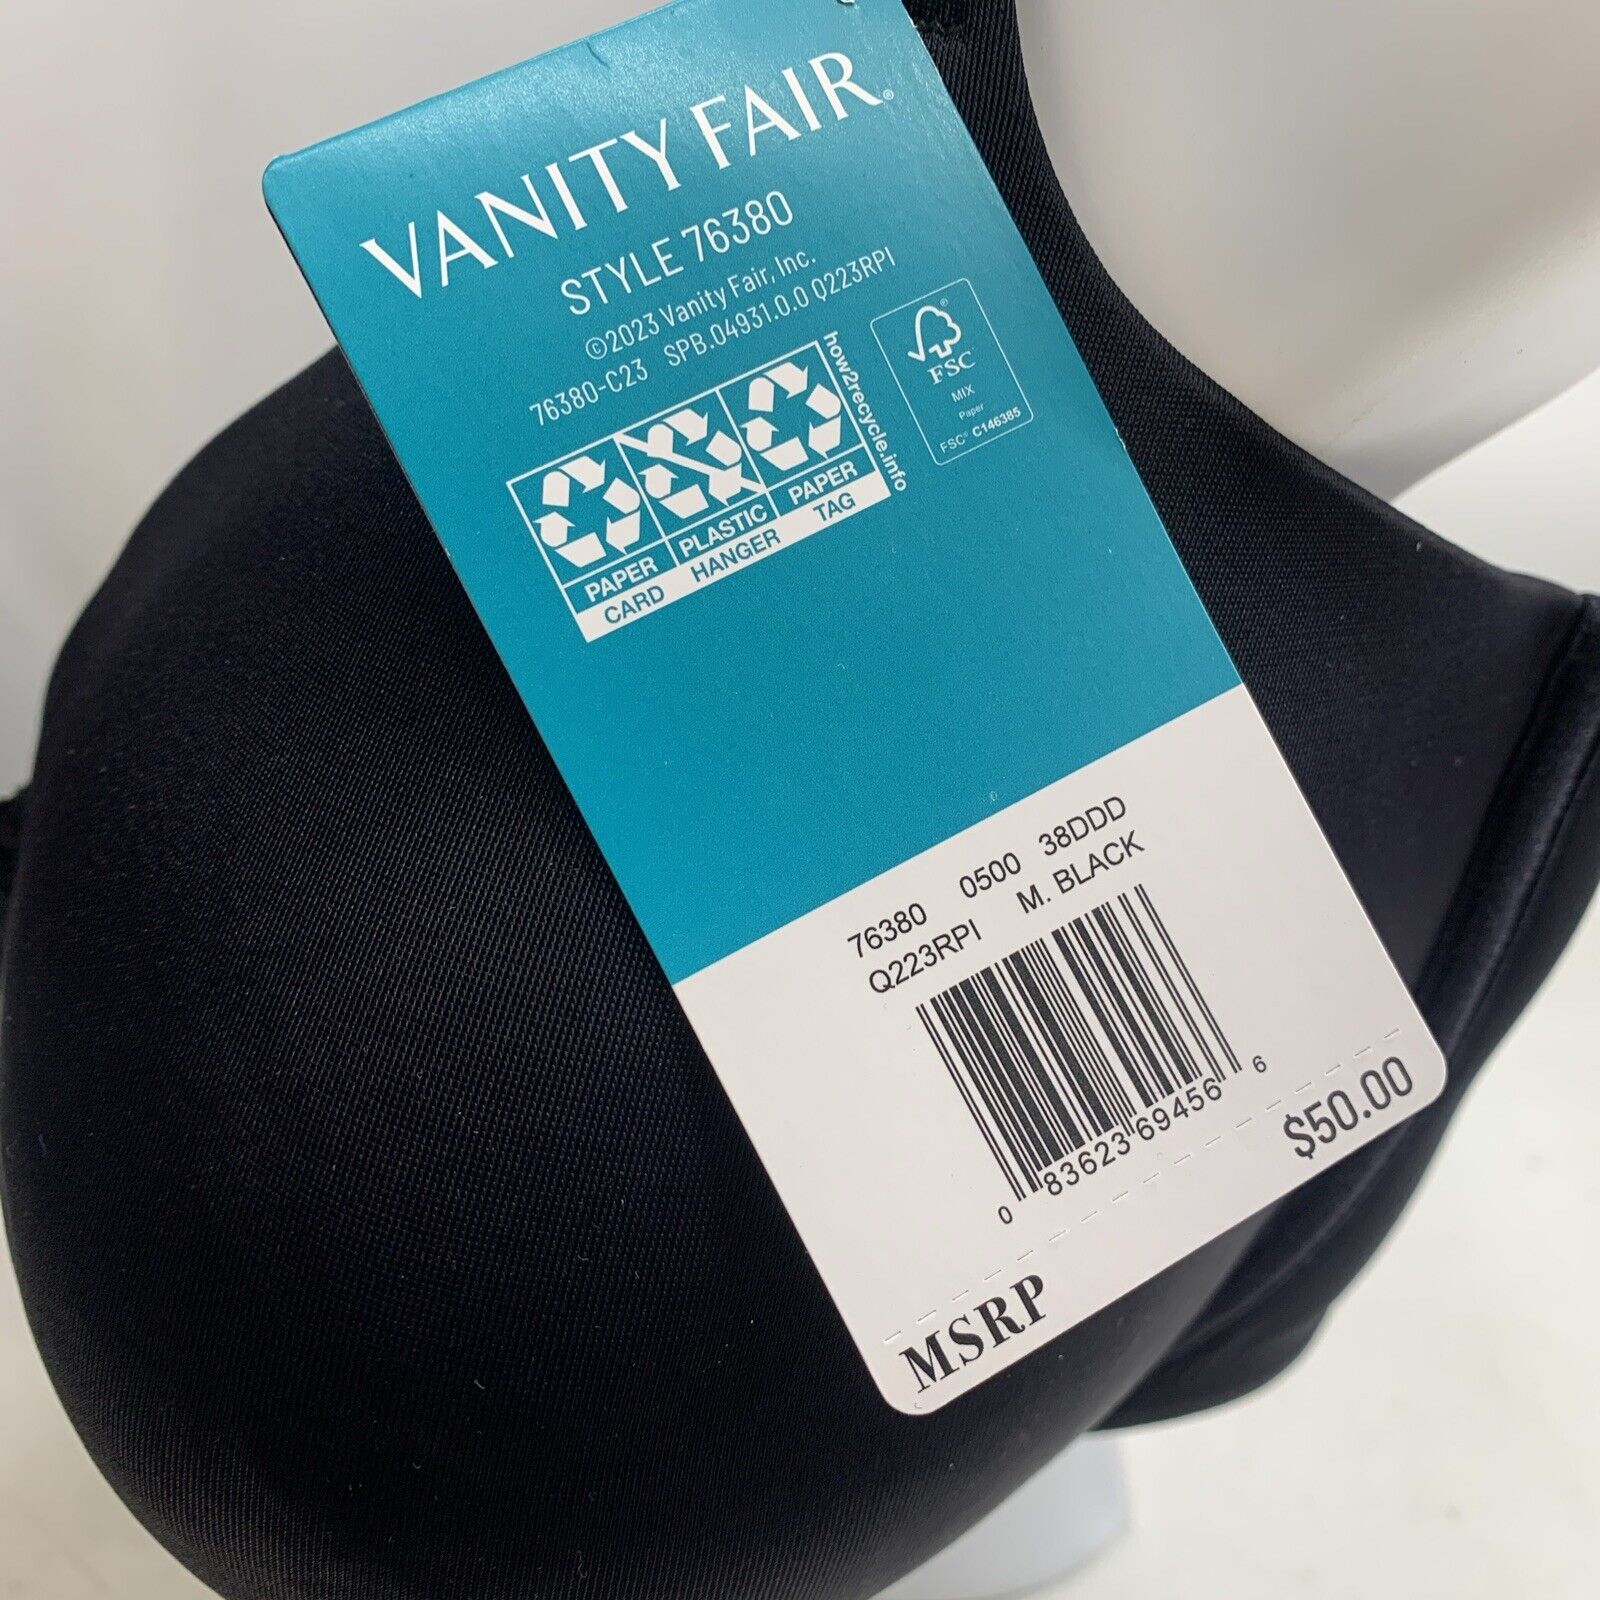 VANITY FAIR®
STYLE 76380
©2023 Vanity Fair, Inc.
76380-C23 SPB.04931.0.0 Q223RPI
PAPER PLASTIC PAPER
CARD HANGER TAG
how2recycle.info
®
FSC
MIX
Paper
FSC® C146385
76380 0500 38DDD
Q223RPI M. BLACK
0 83623 69456 6
MSRP $50.00